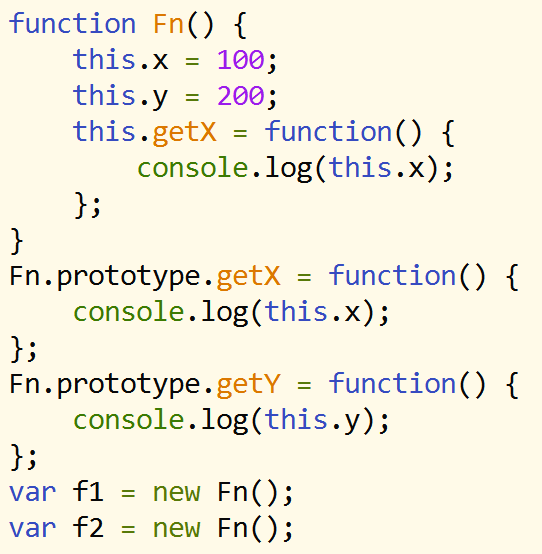 function Fn() {
    this.x = 100;
    this.y = 200;
    this.getX = function() {
        console.log(this.x);
    };
}
Fn.prototype.getX = function() {
    console.log(this.x);
};
Fn.prototype.getY = function() {
    console.log(this.y);
};
var f1 = new Fn();
var f2 = new Fn();